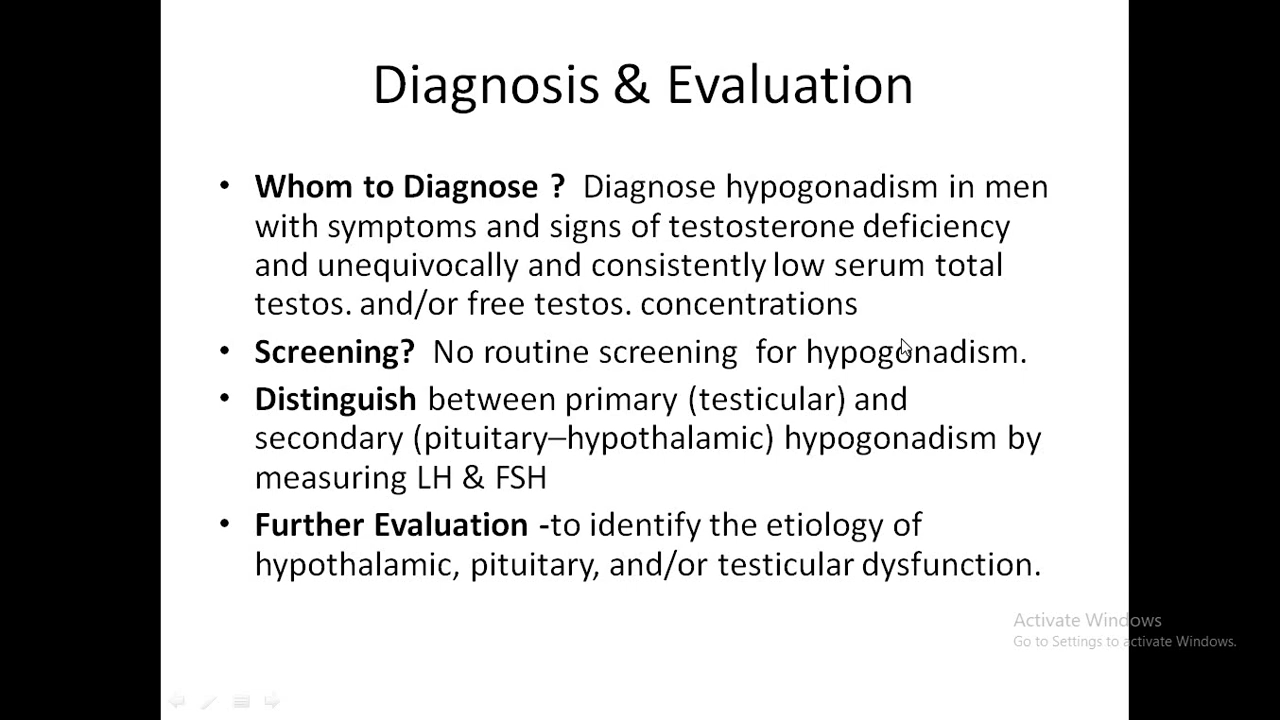 Diagnosis & Evaluation
• Whom to Diagnose ? Diagnose hypogonadism in men
with symptoms and signs of testosterone deficiency
and unequivocally and consistently low serum total
testos. and/or free testos. concentrations
• Screening? No routine screening for hypogonadism.
• Distinguish between primary (testicular) and
secondary (pituitary–hypothalamic) hypogonadism by
measuring LH & FSH
• Further Evaluation -to identify the etiology of
hypothalamic, pituitary, and/or testicular dysfunction.
Activate Windows
Go to Settings to activate Windows.